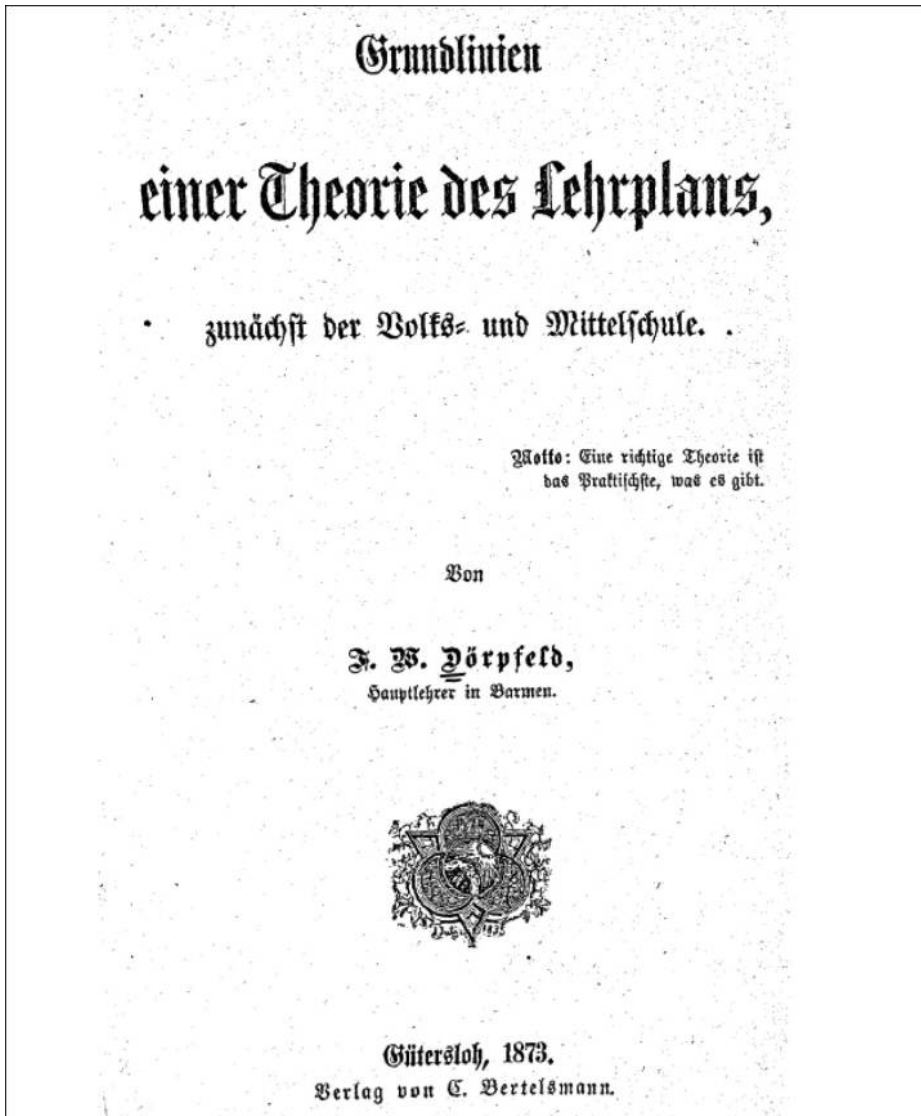 Grundlinien
einer Theorie des Lehrplans,
zunächst der Volks- und Mittelschule.
Motto: Eine richtige Theorie ist
das Praktischste, was es gibt.
Von
F. W. Dörpfeld,
Hauptlehrer in Barmen.
1835
Gütersloh, 1873.
Verlag von C. Bertelsmann.